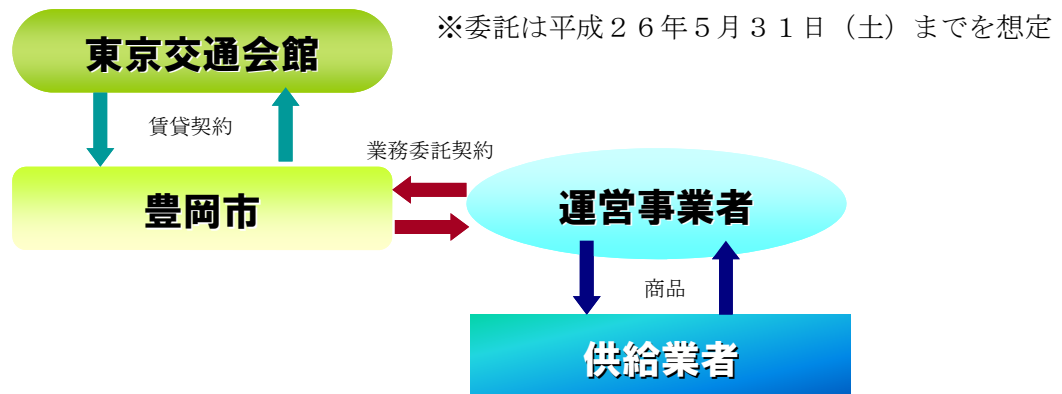 ※委託は平成２６年５月３１日（土）までを想定
東京交通会館
賃貸契約
業務委託契約
豊岡市
運営事業者
商品
供給業者